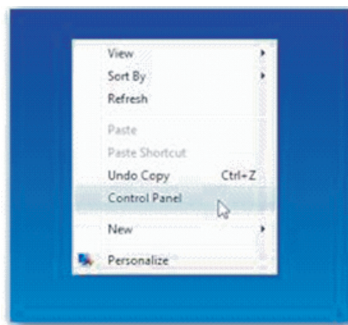 View
Sort By
Refresh
Paste
Paste Shortcut
Undo Copy Ctrl+Z
Control Panel
New
Personalize